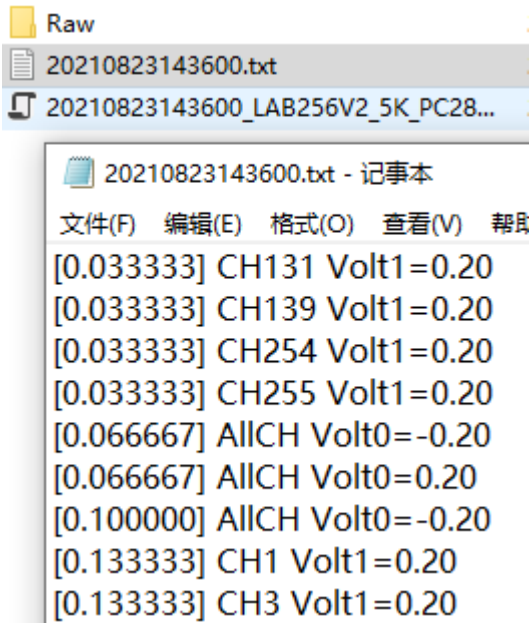 Raw
20210823143600.txt
20210823143600_LAB256V2_5K_PC28...
20210823143600.txt - 记事本
文件(F) 编辑(E) 格式(O) 查看(V)
[0.033333] CH131 Volt1=0.20
[0.033333] CH139 Volt1=0.20
[0.033333] CH254 Volt1=0.20
[0.033333] CH255 Volt1=0.20
[0.066667] AllCH Volt0=-0.20
[0.066667] AllCH Volt0=0.20
[0.100000] AllCH Volt0=-0.20
[0.133333] CH1 Volt1=0.20
[0.133333] CH3 Volt1=0.20